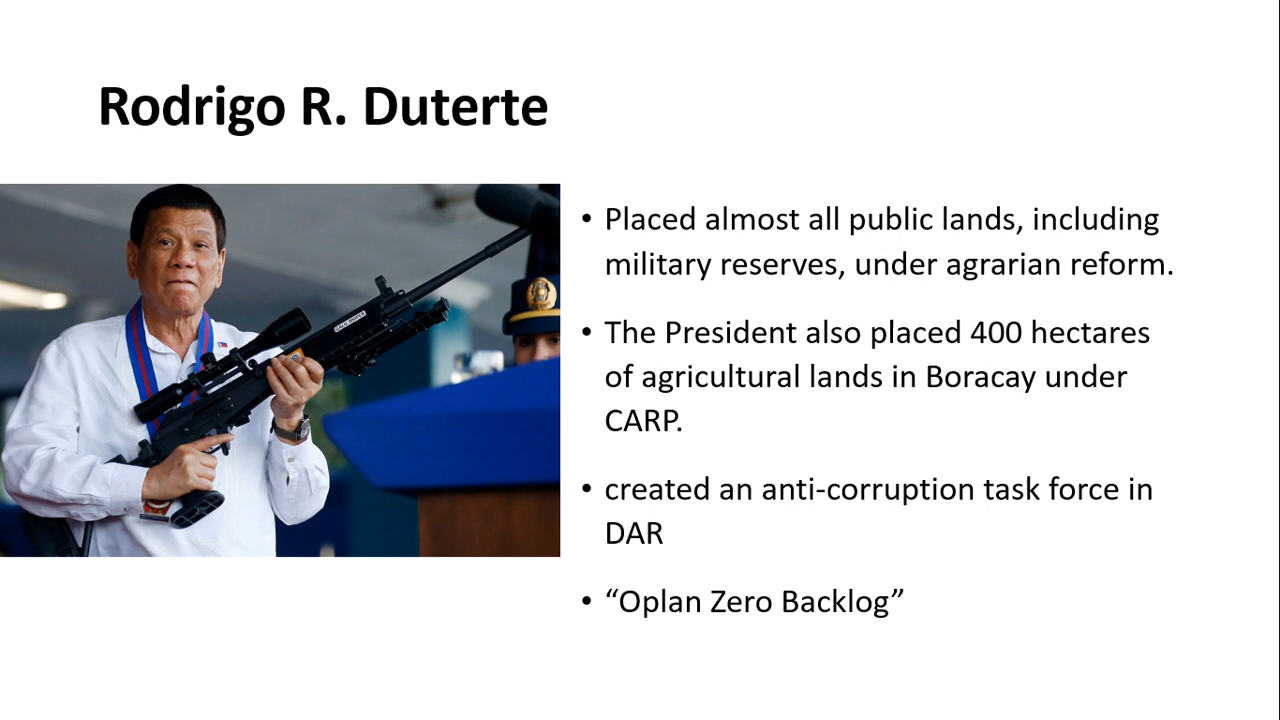 Rodrigo R. Duterte
• Placed almost all public lands, including
military reserves, under agrarian reform.
• The President also placed 400 hectares
of agricultural lands in Boracay under
CARP.
• created an anti-corruption task force in
DAR
• “Oplan Zero Backlog”